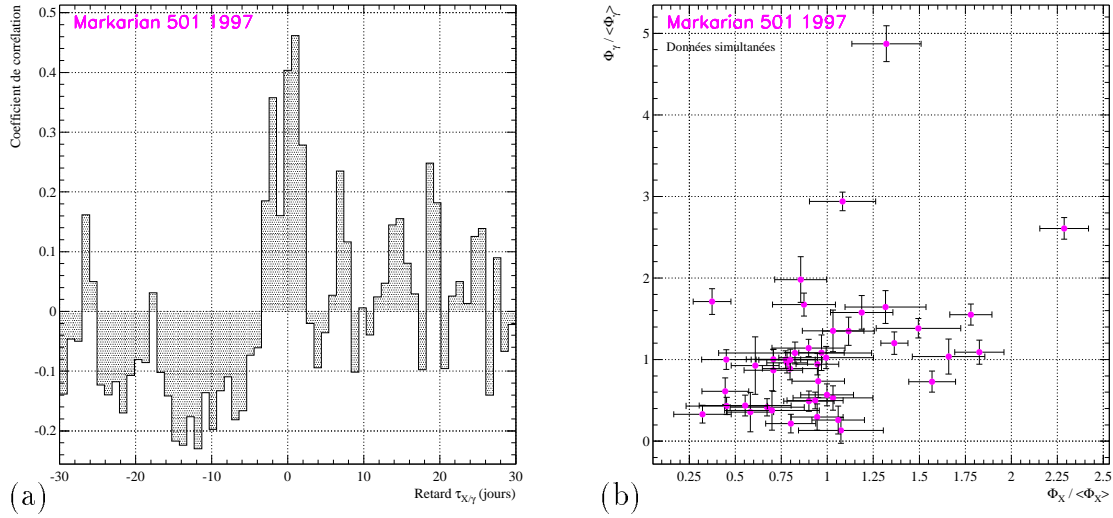 Markarian 501 1997
Coefficient de corrélation
0.5
0.4
0.3
0.2
0.1
0
-0.1
-0.2
-30 -20 -10 0 10 20 30
Retard τX/γ (jours)
(a)
Markarian 501 1997
Données simultanées
Φγ / <Φγ>
5
4
3
2
1
0
0.25 0.5 0.75 1 1.25 1.5 1.75 2 2.25 2.5
ΦX / <ΦX>
(b)